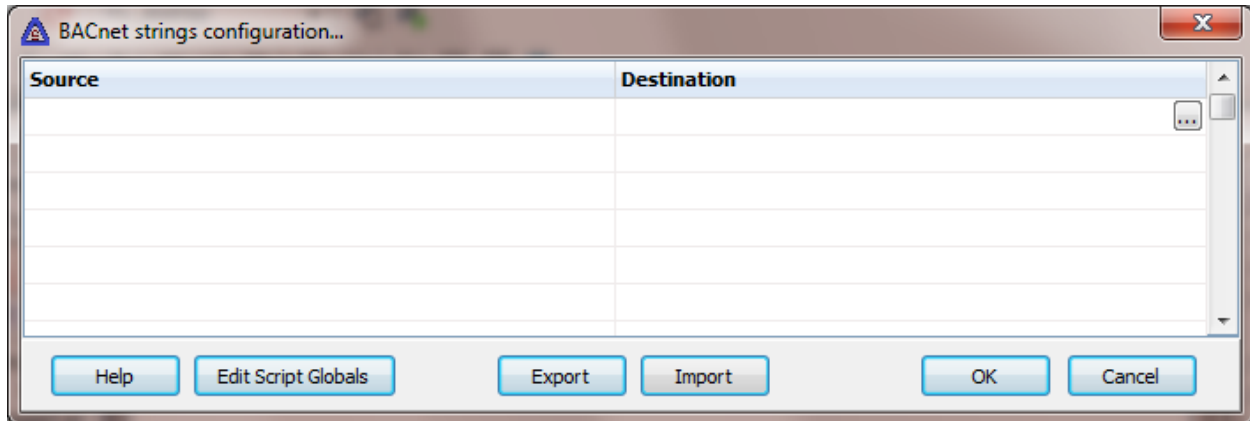 BACnet strings configuration...
Source Destination
...
Help Edit Script Globals Export Import OK Cancel